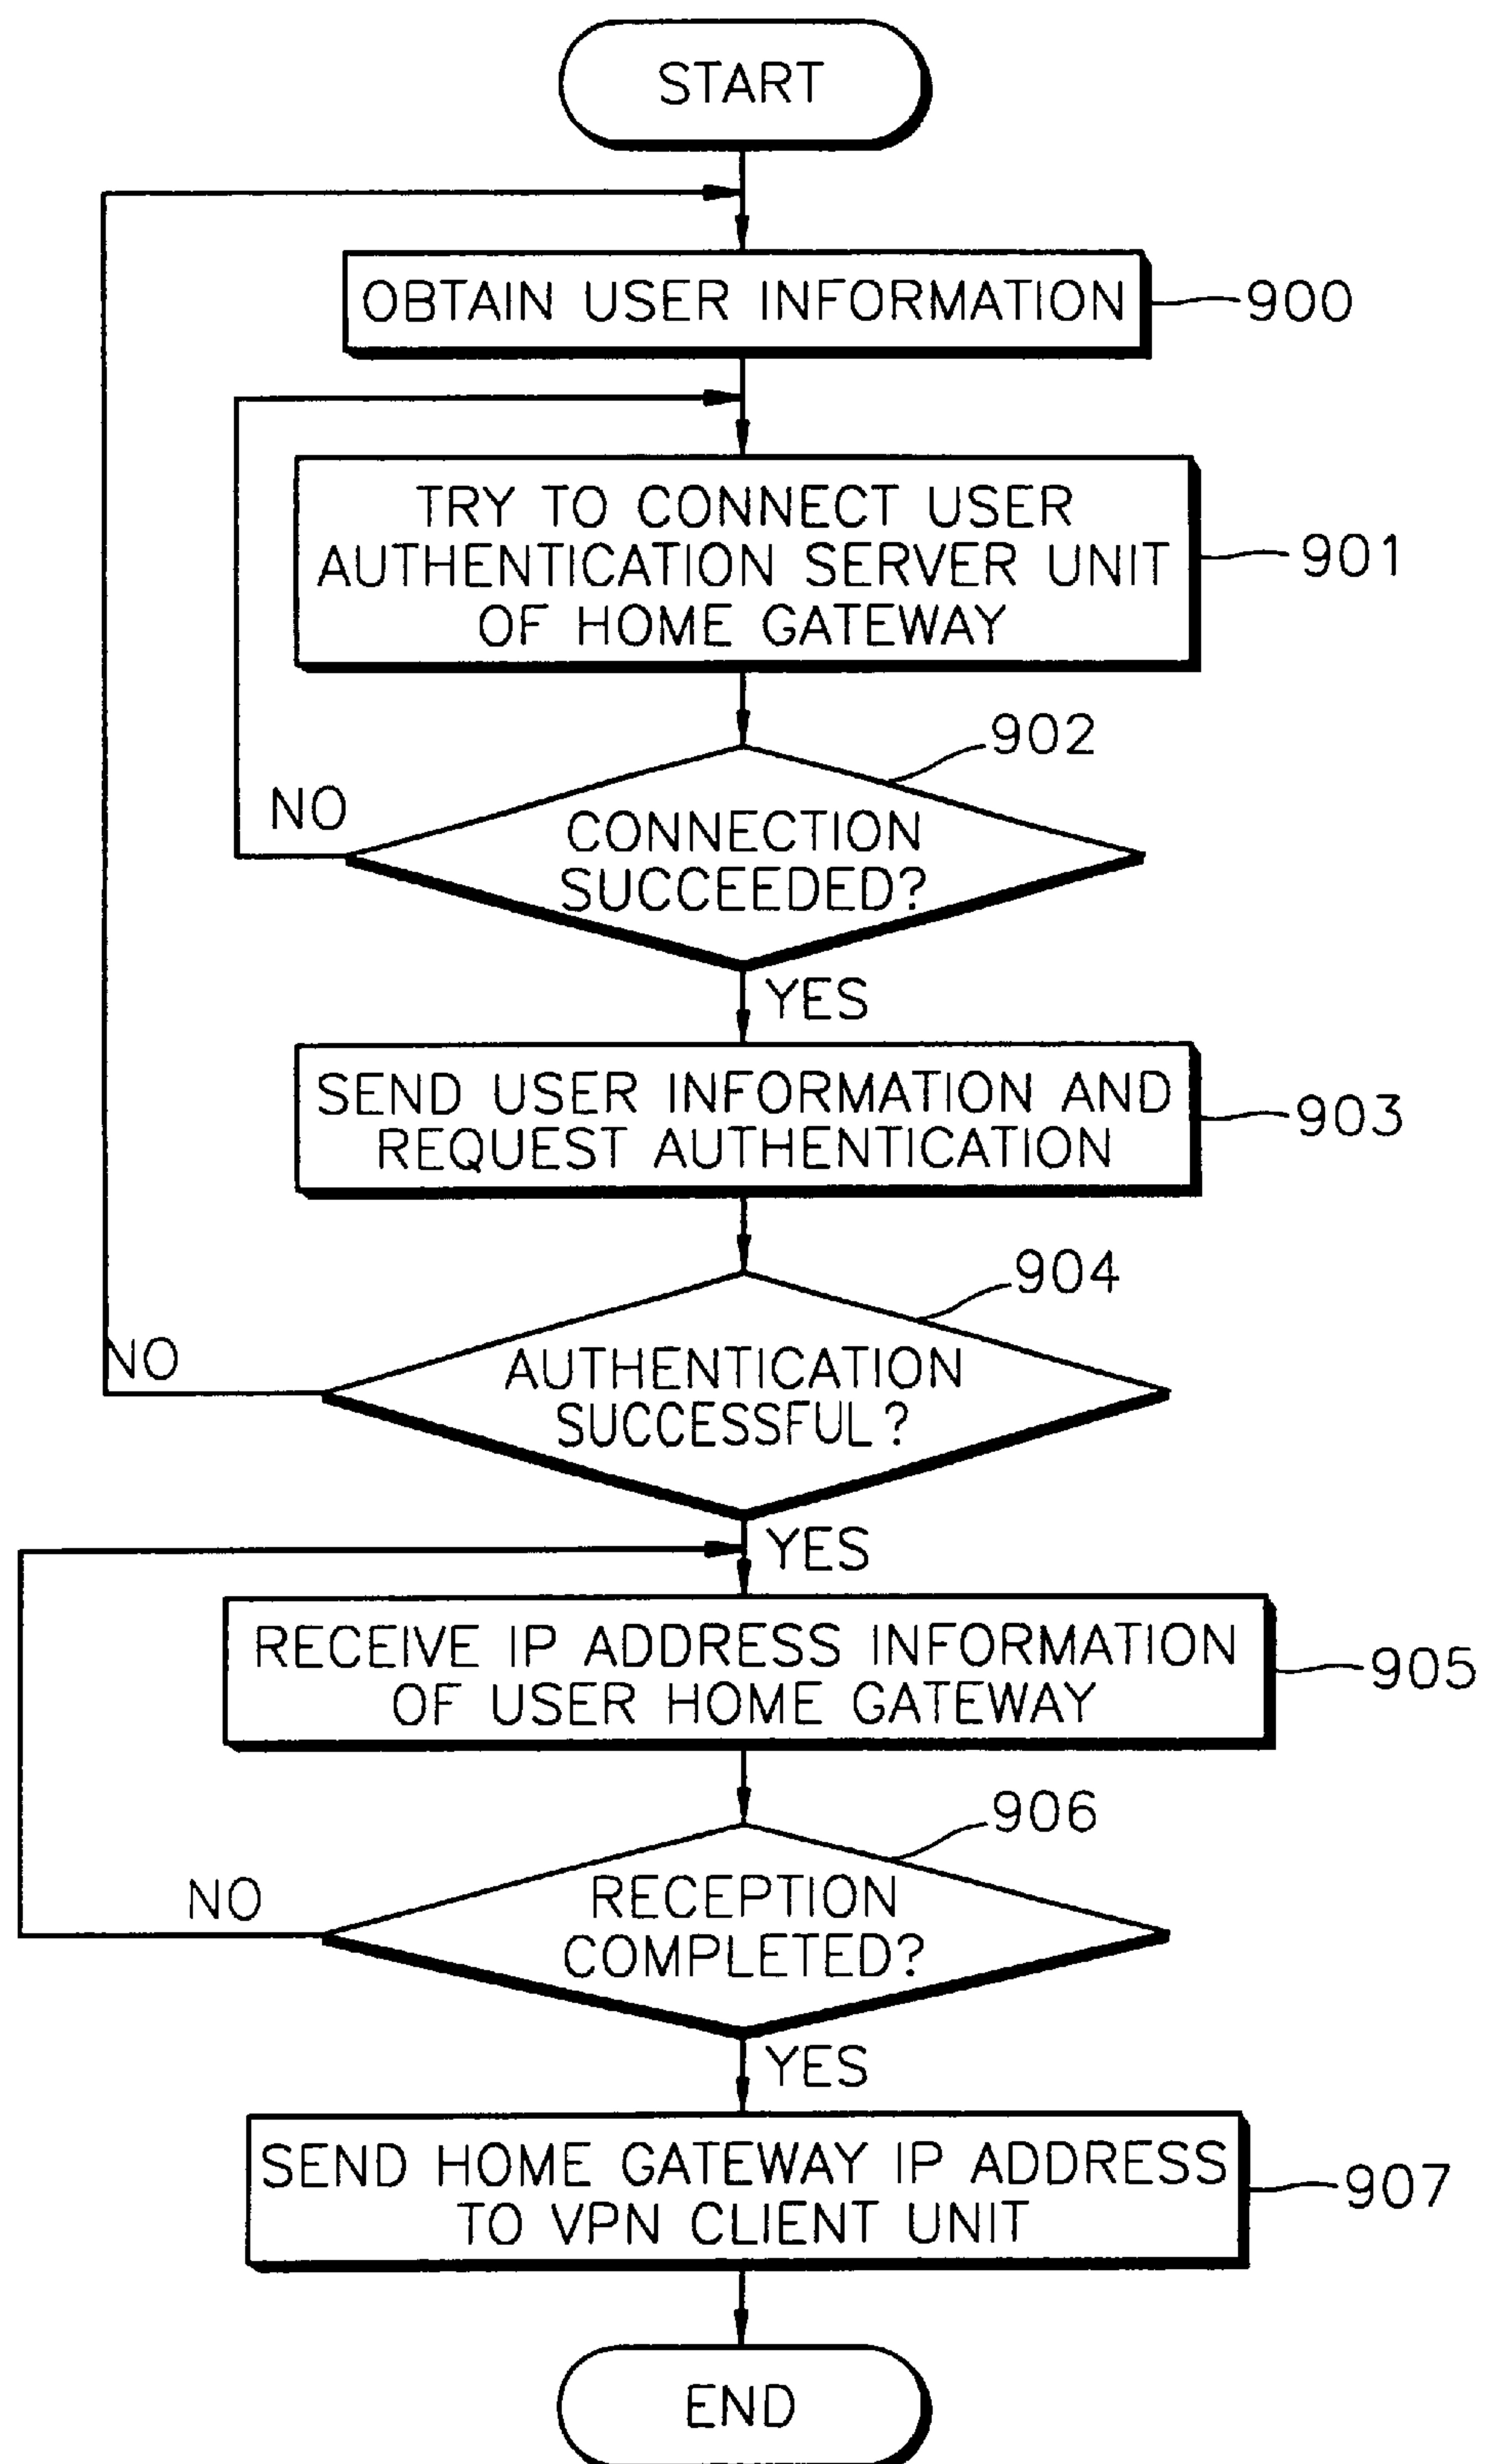 START
OBTAIN USER INFORMATION
900
TRY TO CONNECT USER
AUTHENTICATION SERVER UNIT
OF HOME GATEWAY
901
902
NO
CONNECTION
SUCCEEDED?
YES
SEND USER INFORMATION AND
REQUEST AUTHENTICATION
903
904
NO
AUTHENTICATION
SUCCESSFUL?
YES
RECEIVE IP ADDRESS INFORMATION
OF USER HOME GATEWAY
905
906
NO
RECEPTION
COMPLETED?
YES
SEND HOME GATEWAY IP ADDRESS
TO VPN CLIENT UNIT
907
END